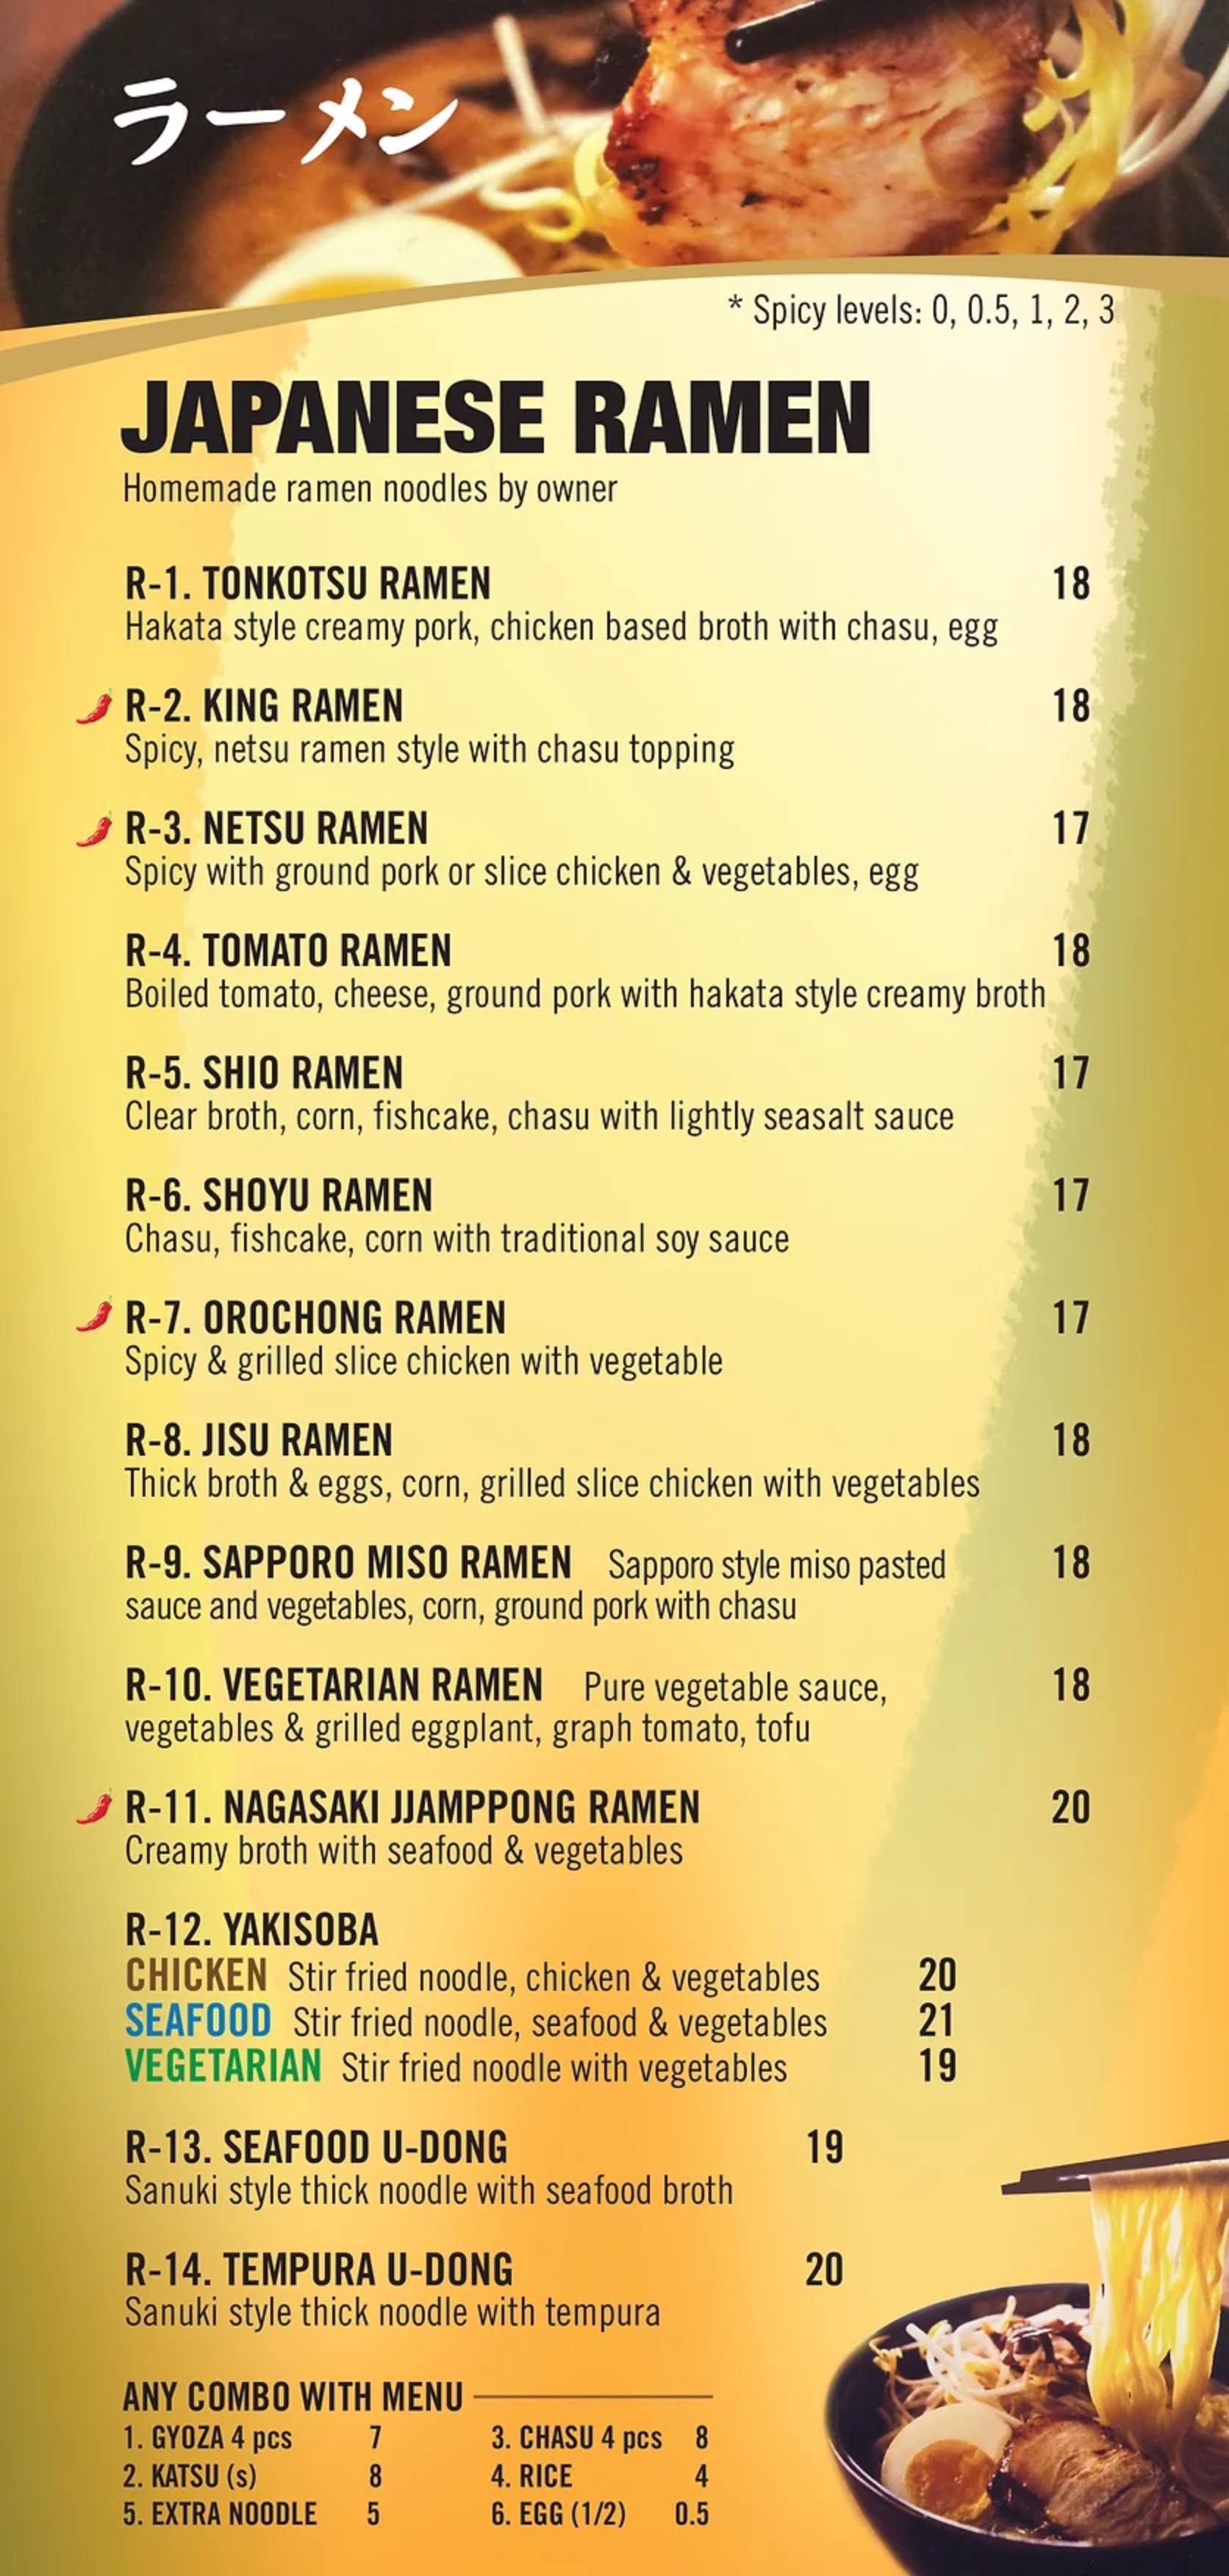 ラーメン
* Spicy levels: 0, 0.5, 1, 2, 3
JAPANESE RAMEN
Homemade ramen noodles by owner
R-1. TONKOTSU RAMEN 18
Hakata style creamy pork, chicken based broth with chasu, egg
R-2. KING RAMEN 18
Spicy, netsu ramen style with chasu topping
R-3. NETSU RAMEN 17
Spicy with ground pork or slice chicken & vegetables, egg
R-4. TOMATO RAMEN 18
Boiled tomato, cheese, ground pork with hakata style creamy broth
R-5. SHIO RAMEN 17
Clear broth, corn, fishcake, chasu with lightly seasalt sauce
R-6. SHOYU RAMEN 17
Chasu, fishcake, corn with traditional soy sauce
R-7. OROCHONG RAMEN 17
Spicy & grilled slice chicken with vegetable
R-8. JISU RAMEN 18
Thick broth & eggs, corn, grilled slice chicken with vegetables
R-9. SAPPORO MISO RAMEN Sapporo style miso pasted 18
sauce and vegetables, corn, ground pork with chasu
R-10. VEGETARIAN RAMEN Pure vegetable sauce, 18
vegetables & grilled eggplant, graph tomato, tofu
R-11. NAGASAKI JJAMPPONG RAMEN 20
Creamy broth with seafood & vegetables
R-12. YAKISOBA
CHICKEN Stir fried noodle, chicken & vegetables 20
SEAFOOD Stir fried noodle, seafood & vegetables 21
VEGETARIAN Stir fried noodle with vegetables 19
R-13. SEAFOOD U-DONG 19
Sanuki style thick noodle with seafood broth
R-14. TEMPURA U-DONG 20
Sanuki style thick noodle with tempura
ANY COMBO WITH MENU
1. GYOZA 4 pcs 7 3. CHASU 4 pcs 8
2. KATSU (s) 8 4. RICE 4
5. EXTRA NOODLE 5 6. EGG (1/2) 0.5